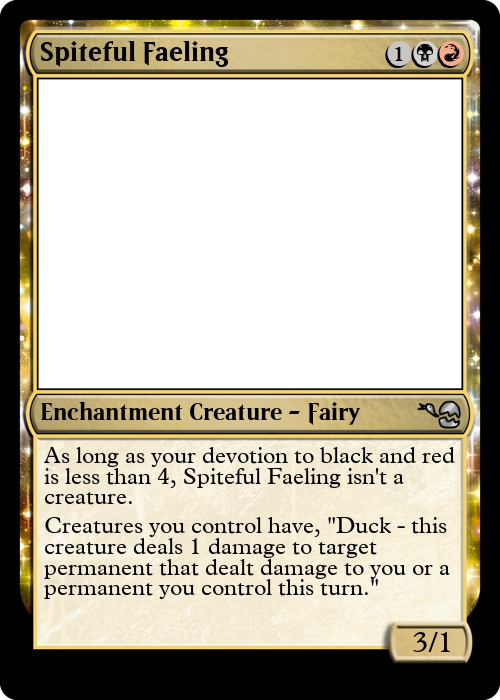 Spiteful Faeling 1
Enchantment Creature – Fairy
As long as your devotion to black and red
is less than 4, Spiteful Faeling isn't a
creature.
Creatures you control have, "Duck - this
creature deals 1 damage to target
permanent that dealt damage to you or a
permanent you control this turn."
3/1